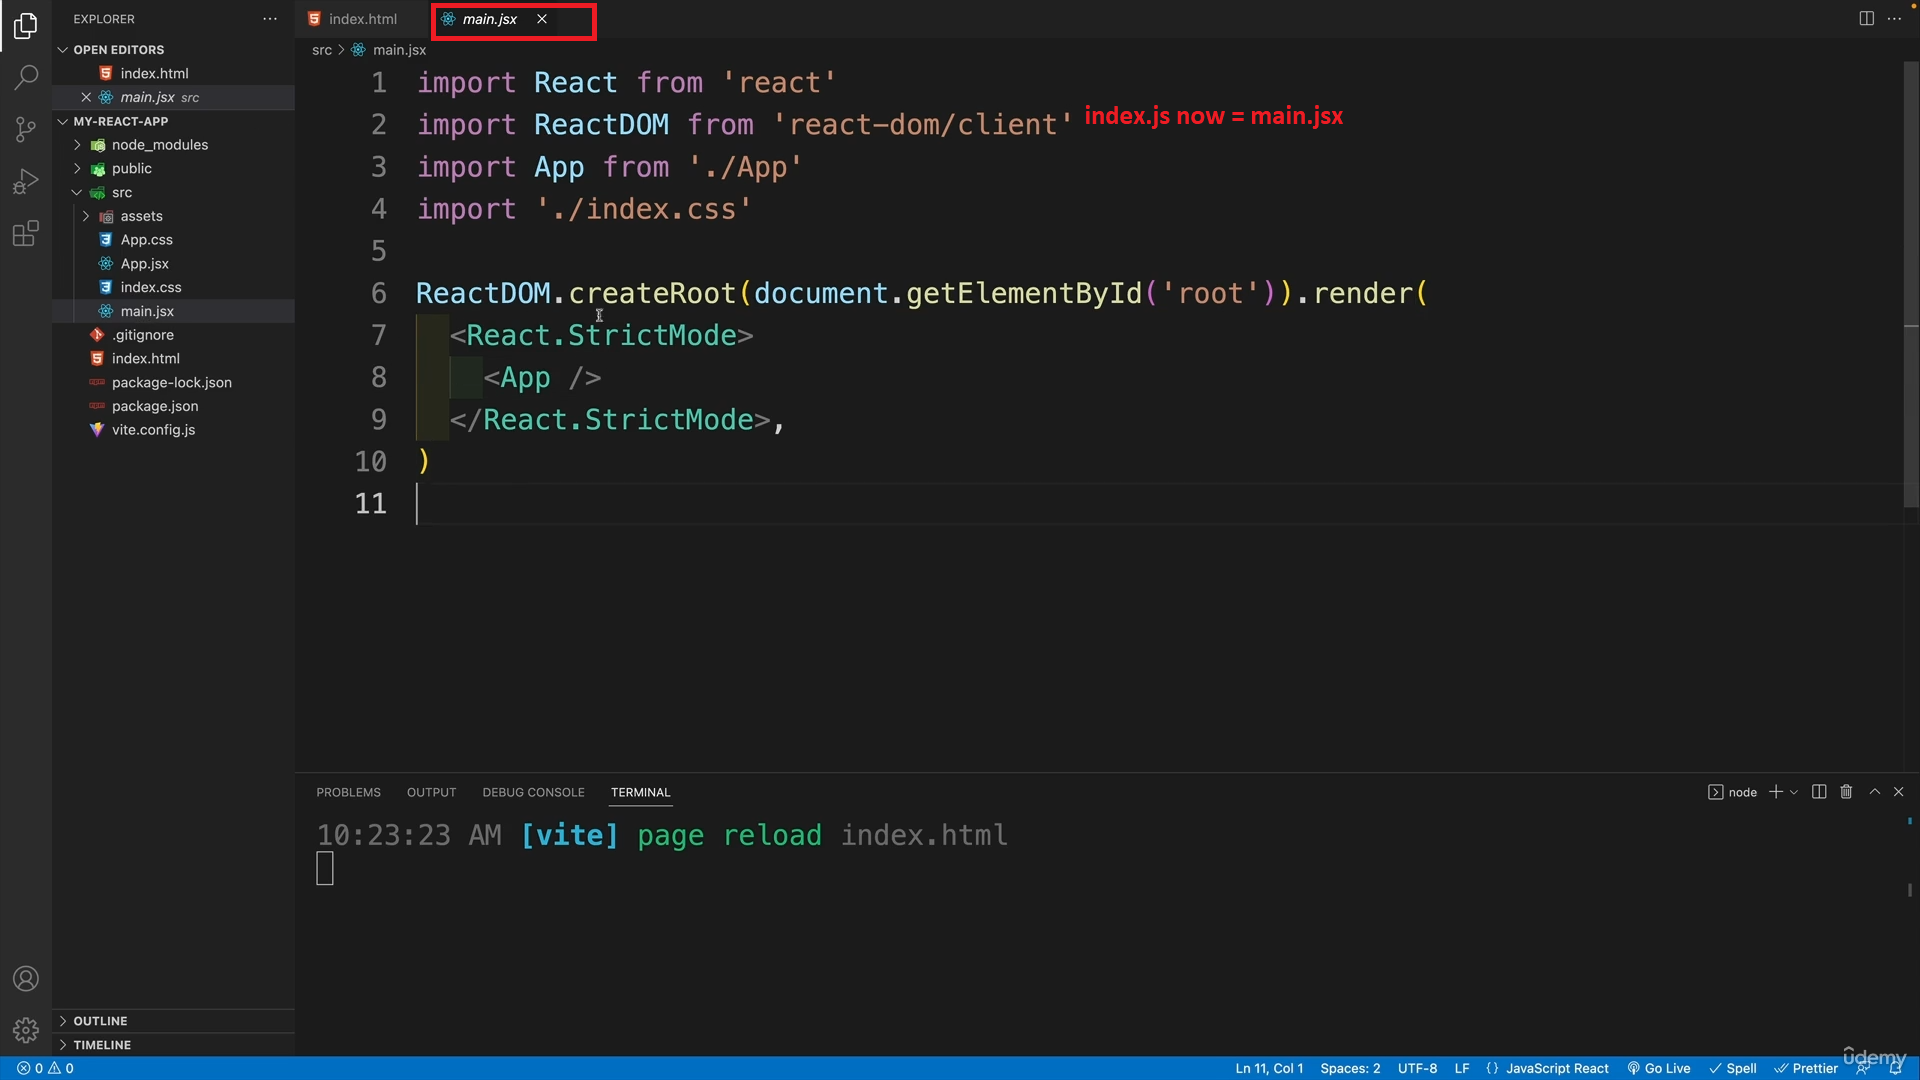 EXPLORER
OPEN EDITORS
index.html
main.jsx src
MY-REACT-APP
node_modules
public
src
assets
App.css
App.jsx
index.css
main.jsx
.gitignore
index.html
package-lock.json
package.json
vite.config.js
OUTLINE
TIMELINE
index.html main.jsx
src > main.jsx
1 import React from 'react'
2 import ReactDOM from 'react-dom/client' index.js now = main.jsx
3 import App from './App'
4 import './index.css'
5
6 ReactDOM.createRoot(document.getElementById('root')).render(
7 <React.StrictMode>
8 <App />
9 </React.StrictMode>,
10 )
11
PROBLEMS OUTPUT DEBUG CONSOLE TERMINAL node
10:23:23 AM [vite] page reload index.html
0 0 Ln 11, Col 1 Spaces: 2 UTF-8 LF {} JavaScript React Go Live Spell Prettier
udemy